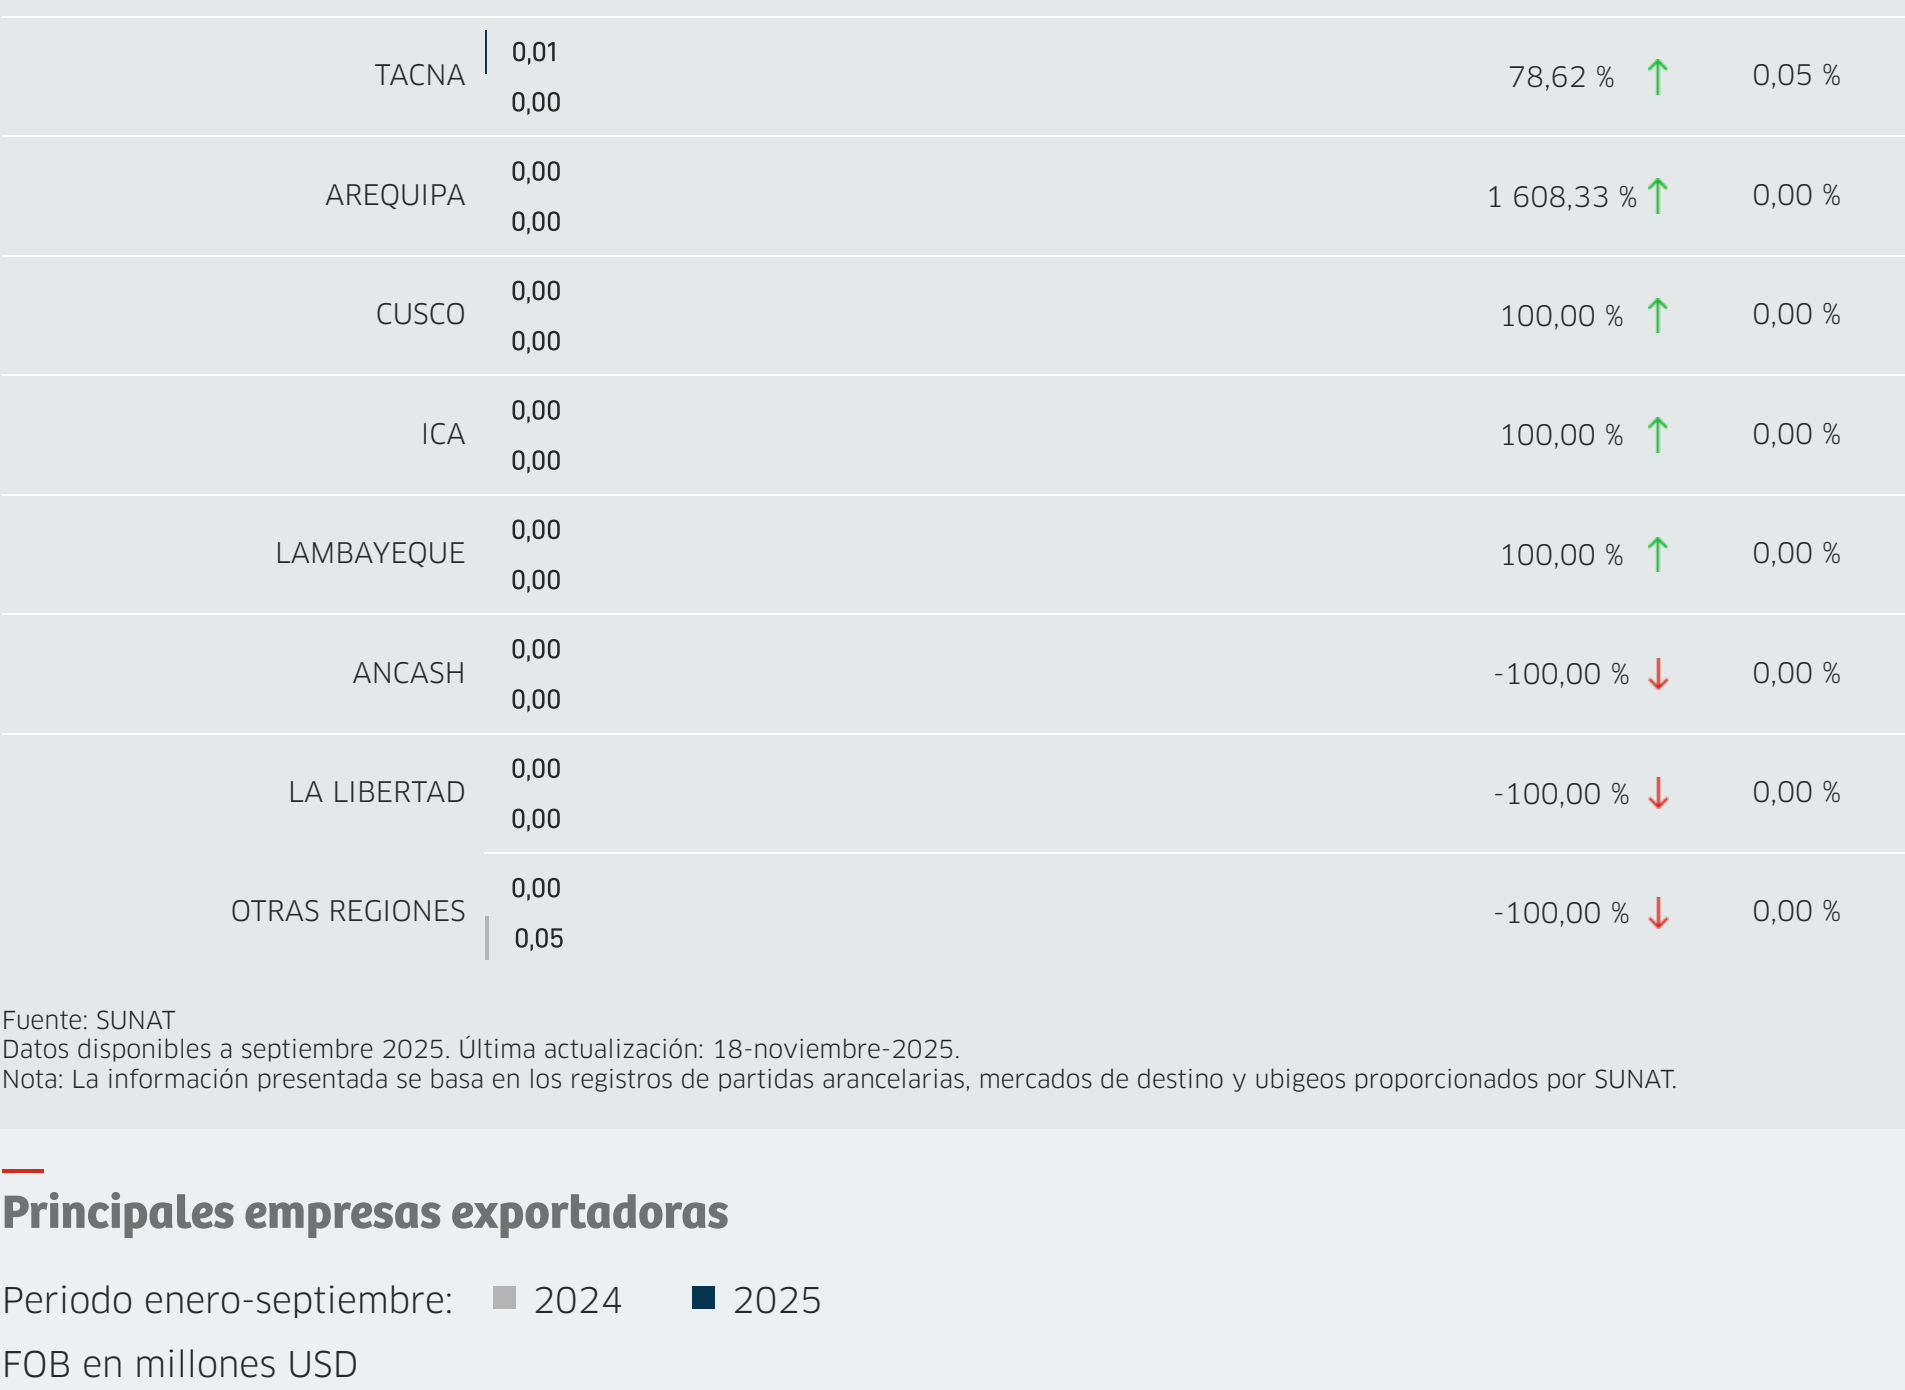 0,01
TACNA 78,62 % 0,05 %
0,00
0,00
AREQUIPA 1 608,33 % 0,00 %
0,00
0,00
CUSCO 100,00 % 0,00 %
0,00
0,00
ICA 100,00 % 0,00 %
0,00
0,00
LAMBAYEQUE 100,00 % 0,00 %
0,00
0,00
ANCASH -100,00 % 0,00 %
0,00
0,00
LA LIBERTAD -100,00 % 0,00 %
0,00
0,00
OTRAS REGIONES -100,00 % 0,00 %
0,05
Fuente: SUNAT
Datos disponibles a septiembre 2025. Última actualización: 18-noviembre-2025.
Nota: La información presentada se basa en los registros de partidas arancelarias, mercados de destino y ubigeos proporcionados por SUNAT.
Principales empresas exportadoras
Periodo enero-septiembre: 2024 2025
FOB en millones USD